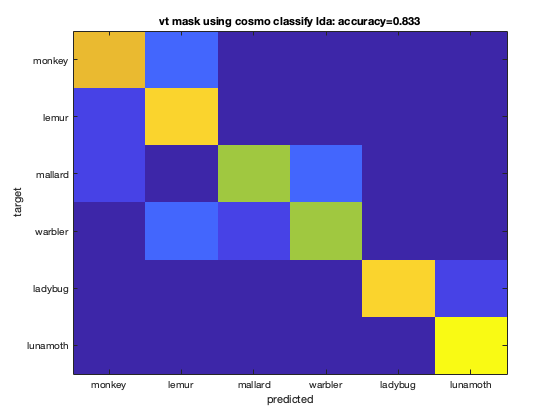 vt mask using cosmo classify lda: accuracy=0.833
monkey
lemur
mallard
warbler
ladybug
lunamoth
target
monkey lemur mallard warbler ladybug lunamoth
predicted